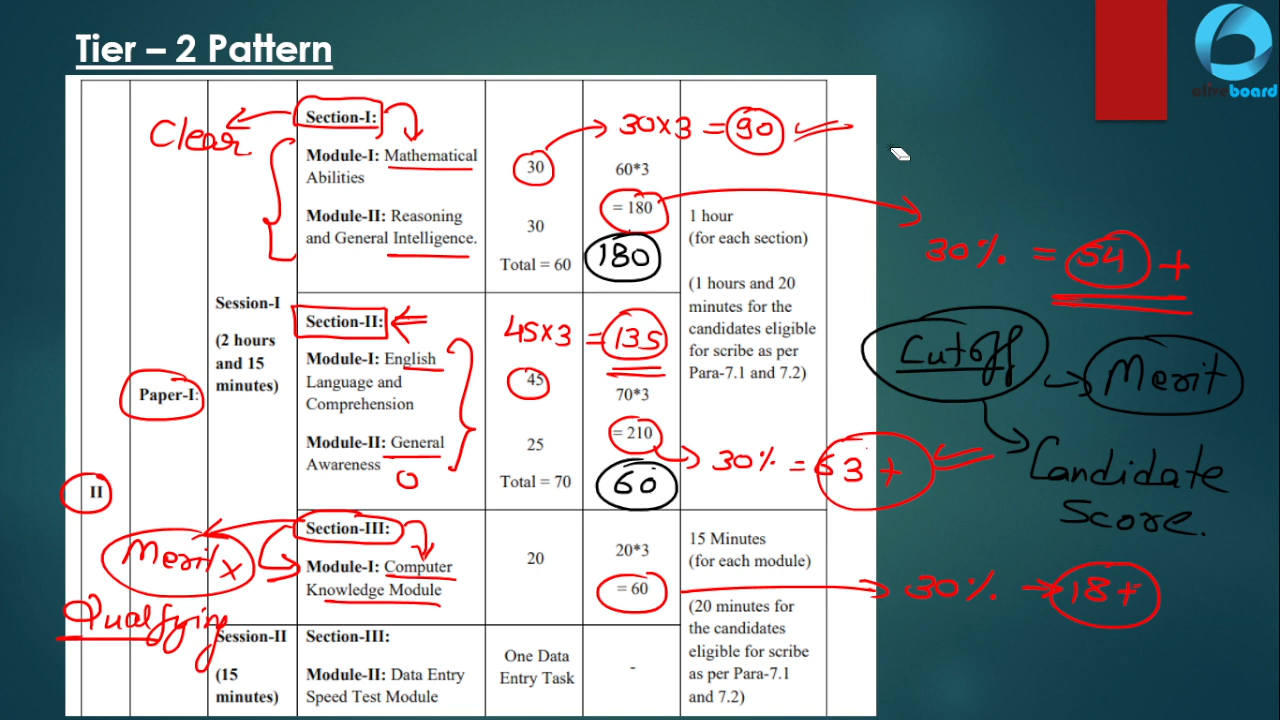 Tier – 2 Pattern
oliveboard
Clear
Section-I:
Module-I: Mathematical
Abilities
Module-II: Reasoning
and General Intelligence.
30
30
Total = 60
30×3 = 90
60*3
= 180
180
1 hour
(for each section)
(1 hours and 20
minutes for the
candidates eligible
for scribe as per
Para-7.1 and 7.2)
30% = 54 +
Session-I
(2 hours
and 15
minutes)
Paper-I:
II
Section-II:
Module-I: English
Language and
Comprehension
Module-II: General
Awareness
0
45×3 = 135
45
25
Total = 70
70*3
= 210
60
30% = 63 +
Cutoff
Merit
Candidate
Score.
Merit x
Qualifying
Section-III:
Module-I: Computer
Knowledge Module
20
20*3
= 60
15 Minutes
(for each module)
(20 minutes for
the candidates
eligible for scribe
as per Para-7.1
and 7.2)
30% → 18+
Session-II
(15
minutes)
Section-III:
Module-II: Data Entry
Speed Test Module
One Data
Entry Task
-